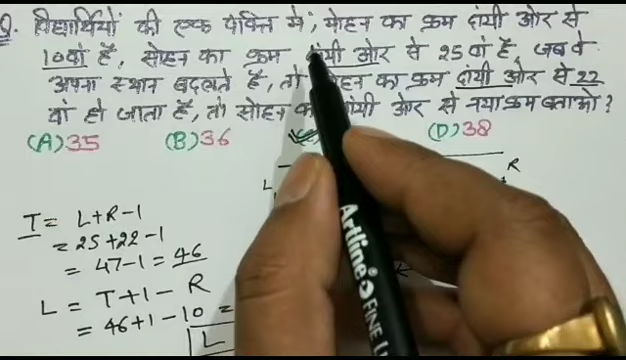 Q. विद्यार्थियों की एक पंक्ति में, मोहन का क्रम दांयी ओर से
10वां है, सोहन का क्रम ओर से 25 वां है, जब वे
अपना स्थान बदलते है, तो का क्रम दांयी ओर से 22
वां हो जाता है, तो सोहन ओर से नया क्रम बताओ?
(A) 35 (B) 36 (D) 38
R
L
T = L+R-1
= 25+22-1
= 47-1 = 46
L = T+1-R
= 46+1-10 =
L
Artline
FINE